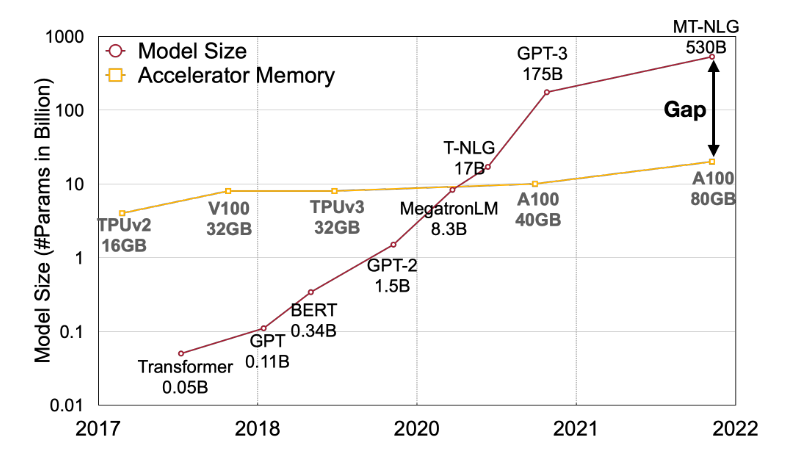 Model Size (#Params in Billion)
1000
100
10
1
0.1
0.01
Model Size
Accelerator Memory
MT-NLG
530B
GPT-3
175B
Gap
T-NLG
17B
A100
80GB
TPUv2
16GB
V100
32GB
TPUv3
32GB
MegatronLM
8.3B
A100
40GB
GPT-2
1.5B
BERT
0.34B
GPT
0.11B
Transformer
0.05B
2017
2018
2020
2021
2022